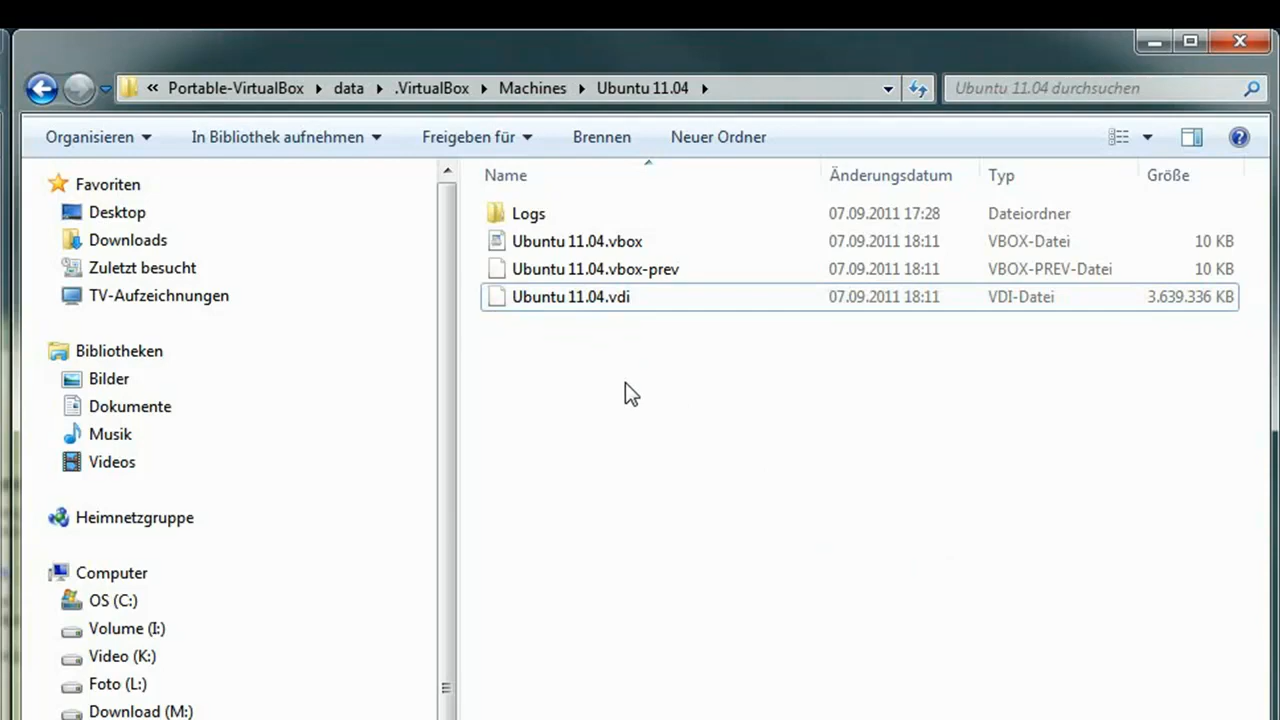 « Portable-VirtualBox ▸ data ▸ .VirtualBox ▸ Machines ▸ Ubuntu 11.04 ▸
Ubuntu 11.04 durchsuchen
Organisieren In Bibliothek aufnehmen Freigeben für Brennen Neuer Ordner
Favoriten
Desktop
Downloads
Zuletzt besucht
TV-Aufzeichnungen
Bibliotheken
Bilder
Dokumente
Musik
Videos
Heimnetzgruppe
Computer
OS (C:)
Volume (I:)
Video (K:)
Foto (L:)
Download (M:)
Name Änderungsdatum Typ Größe
Logs 07.09.2011 17:28 Dateiordner
Ubuntu 11.04.vbox 07.09.2011 18:11 VBOX-Datei 10 KB
Ubuntu 11.04.vbox-prev 07.09.2011 18:11 VBOX-PREV-Datei 10 KB
Ubuntu 11.04.vdi 07.09.2011 18:11 VDI-Datei 3.639.336 KB